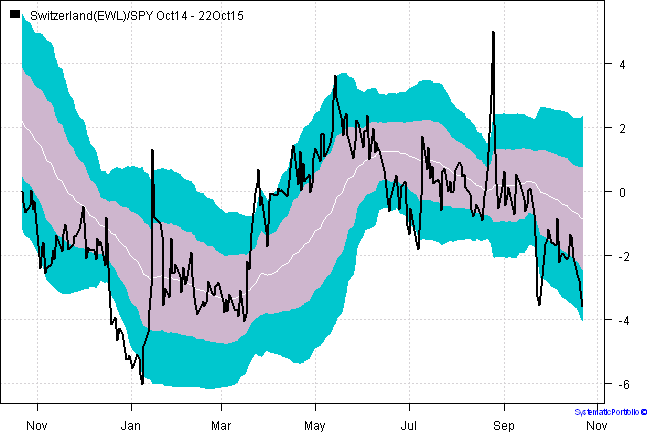 Switzerland(EWL)/SPY Oct14 - 22Oct15
4
2
0
-2
-4
-6
SystematicPortfolio ©
Nov Jan Mar May Jul Sep Nov